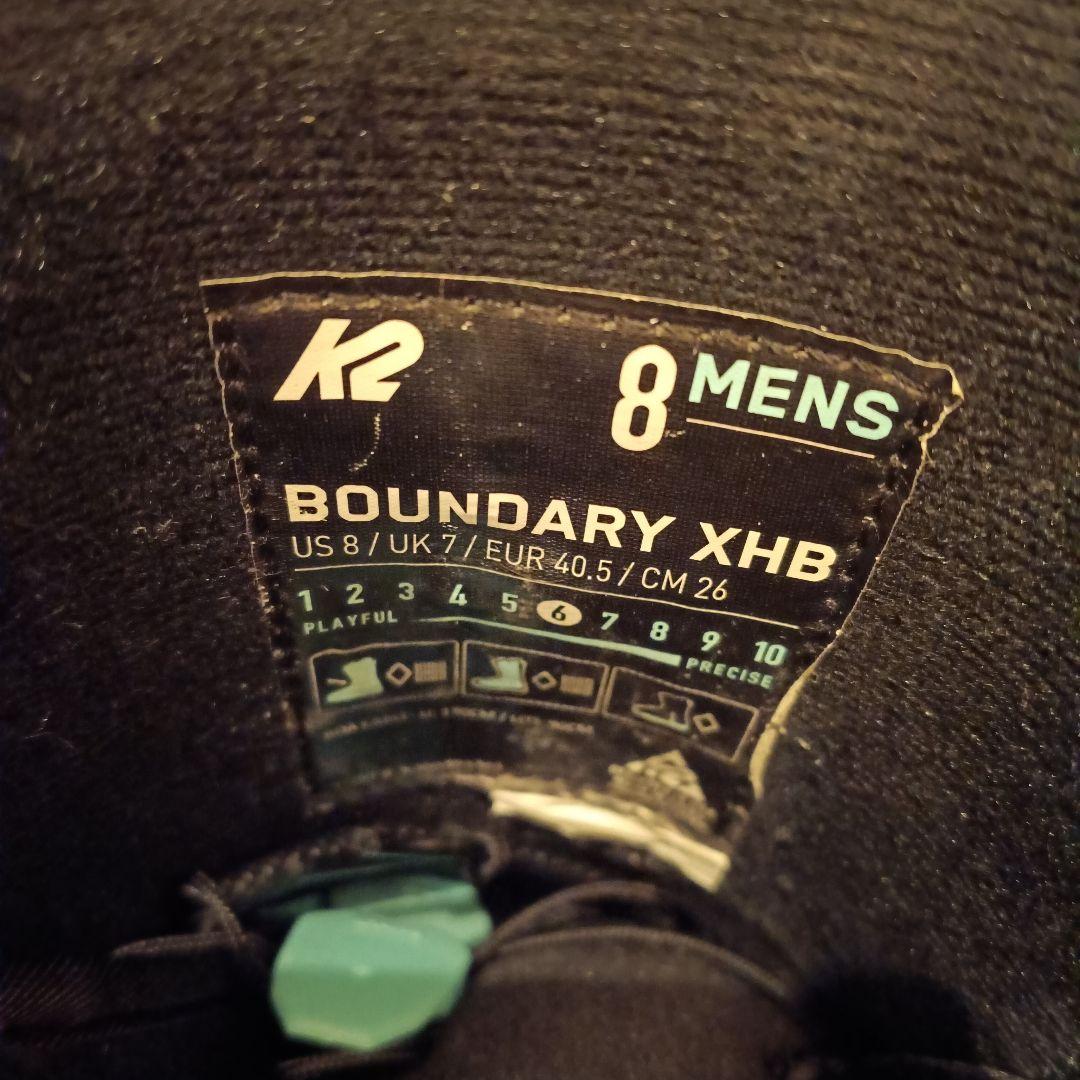 K2
8 MENS
BOUNDARY XHB
US 8 / UK 7 / EUR 40.5 / CM 26
1 2 3 4 5 6 7 8 9 10
PLAYFUL PRECISE